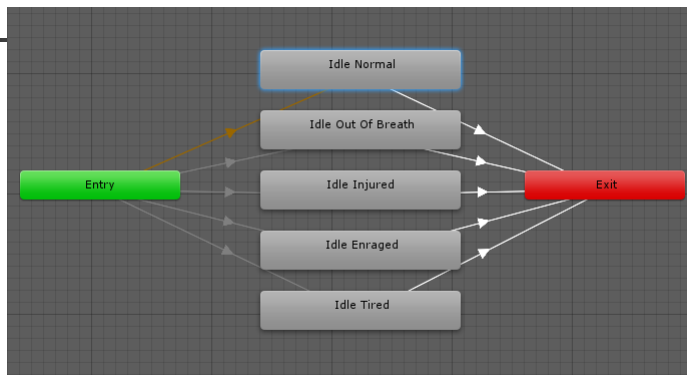 Idle Normal
Idle Out Of Breath
Entry
Idle Injured
Exit
Idle Enraged
Idle Tired